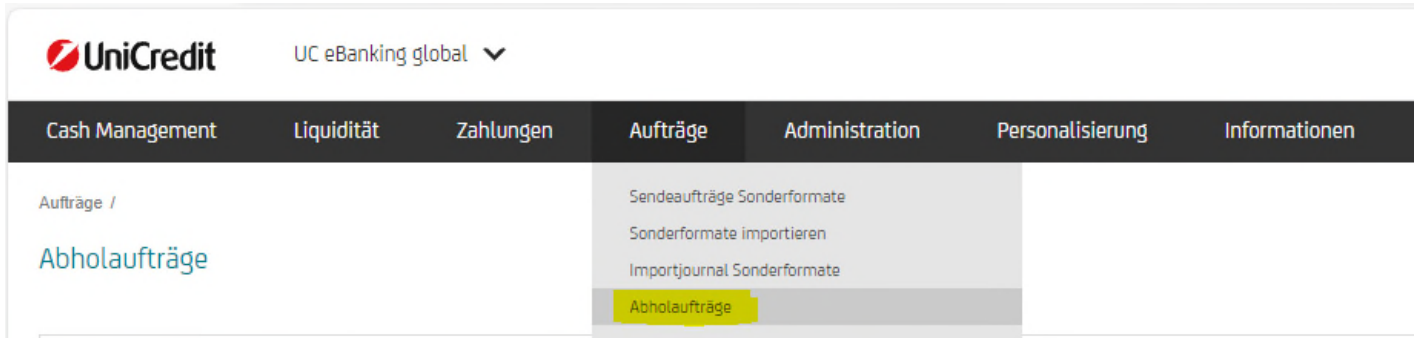 UniCredit UC eBanking global
Cash Management Liquidität Zahlungen Aufträge Administration Personalisierung Informationen
Aufträge /
Abholaufträge
Sendeaufträge Sonderformate
Sonderformate importieren
Importjournal Sonderformate
Abholaufträge